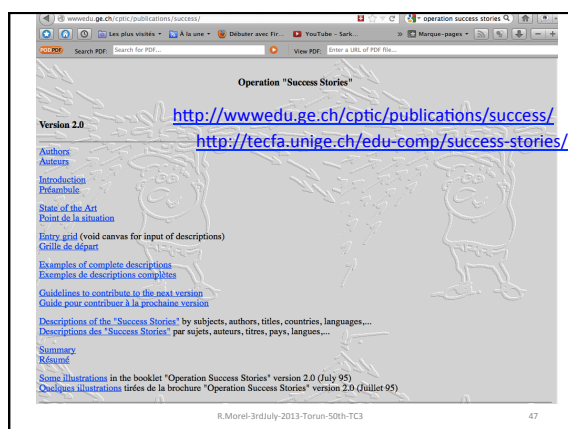 wwwedu.ge.ch/cptic/publications/success/
operation success stories
Les plus visités
À la une
Débuter avec Fir...
YouTube – Sark...
»
Marque-pages
PDF Search PDF: Search for PDF... View PDF: Enter a URL of PDF file...
Operation "Success Stories"
http://wwwedu.ge.ch/cptic/publications/success/
Version 2.0
http://tecfa.unige.ch/edu-comp/success-stories/
Authors
Auteurs
Introduction
Préambule
State of the Art
Point de la situation
Entry grid (void canvas for input of descriptions)
Grille de départ
Examples of complete descriptions
Exemples de descriptions complètes
Guidelines to contribute to the next version
Guide pour contribuer à la prochaine version
Descriptions of the "Success Stories" by subjects, authors, titles, countries, languages,...
Descriptions des "Success Stories" par sujets, auteurs, titres, pays, langues,...
Summary
Résumé
Some illustrations in the booklet "Operation Success Stories" version 2.0 (July 95)
Quelques illustrations tirées de la brochure "Operation Success Stories" version 2.0 (Juillet 95)
R.Morel-3rdJuly-2013-Torun-50th-TC3
47